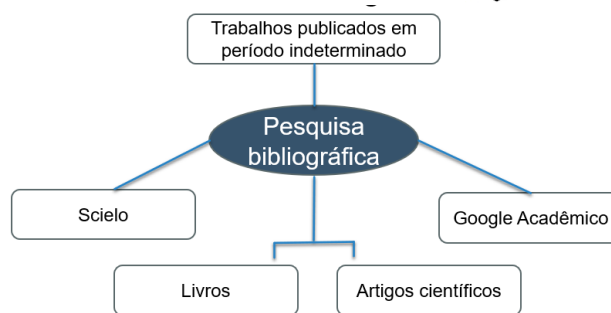 Trabalhos publicados em
período indeterminado
Pesquisa
bibliográfica
Scielo
Google Acadêmico
Livros
Artigos científicos